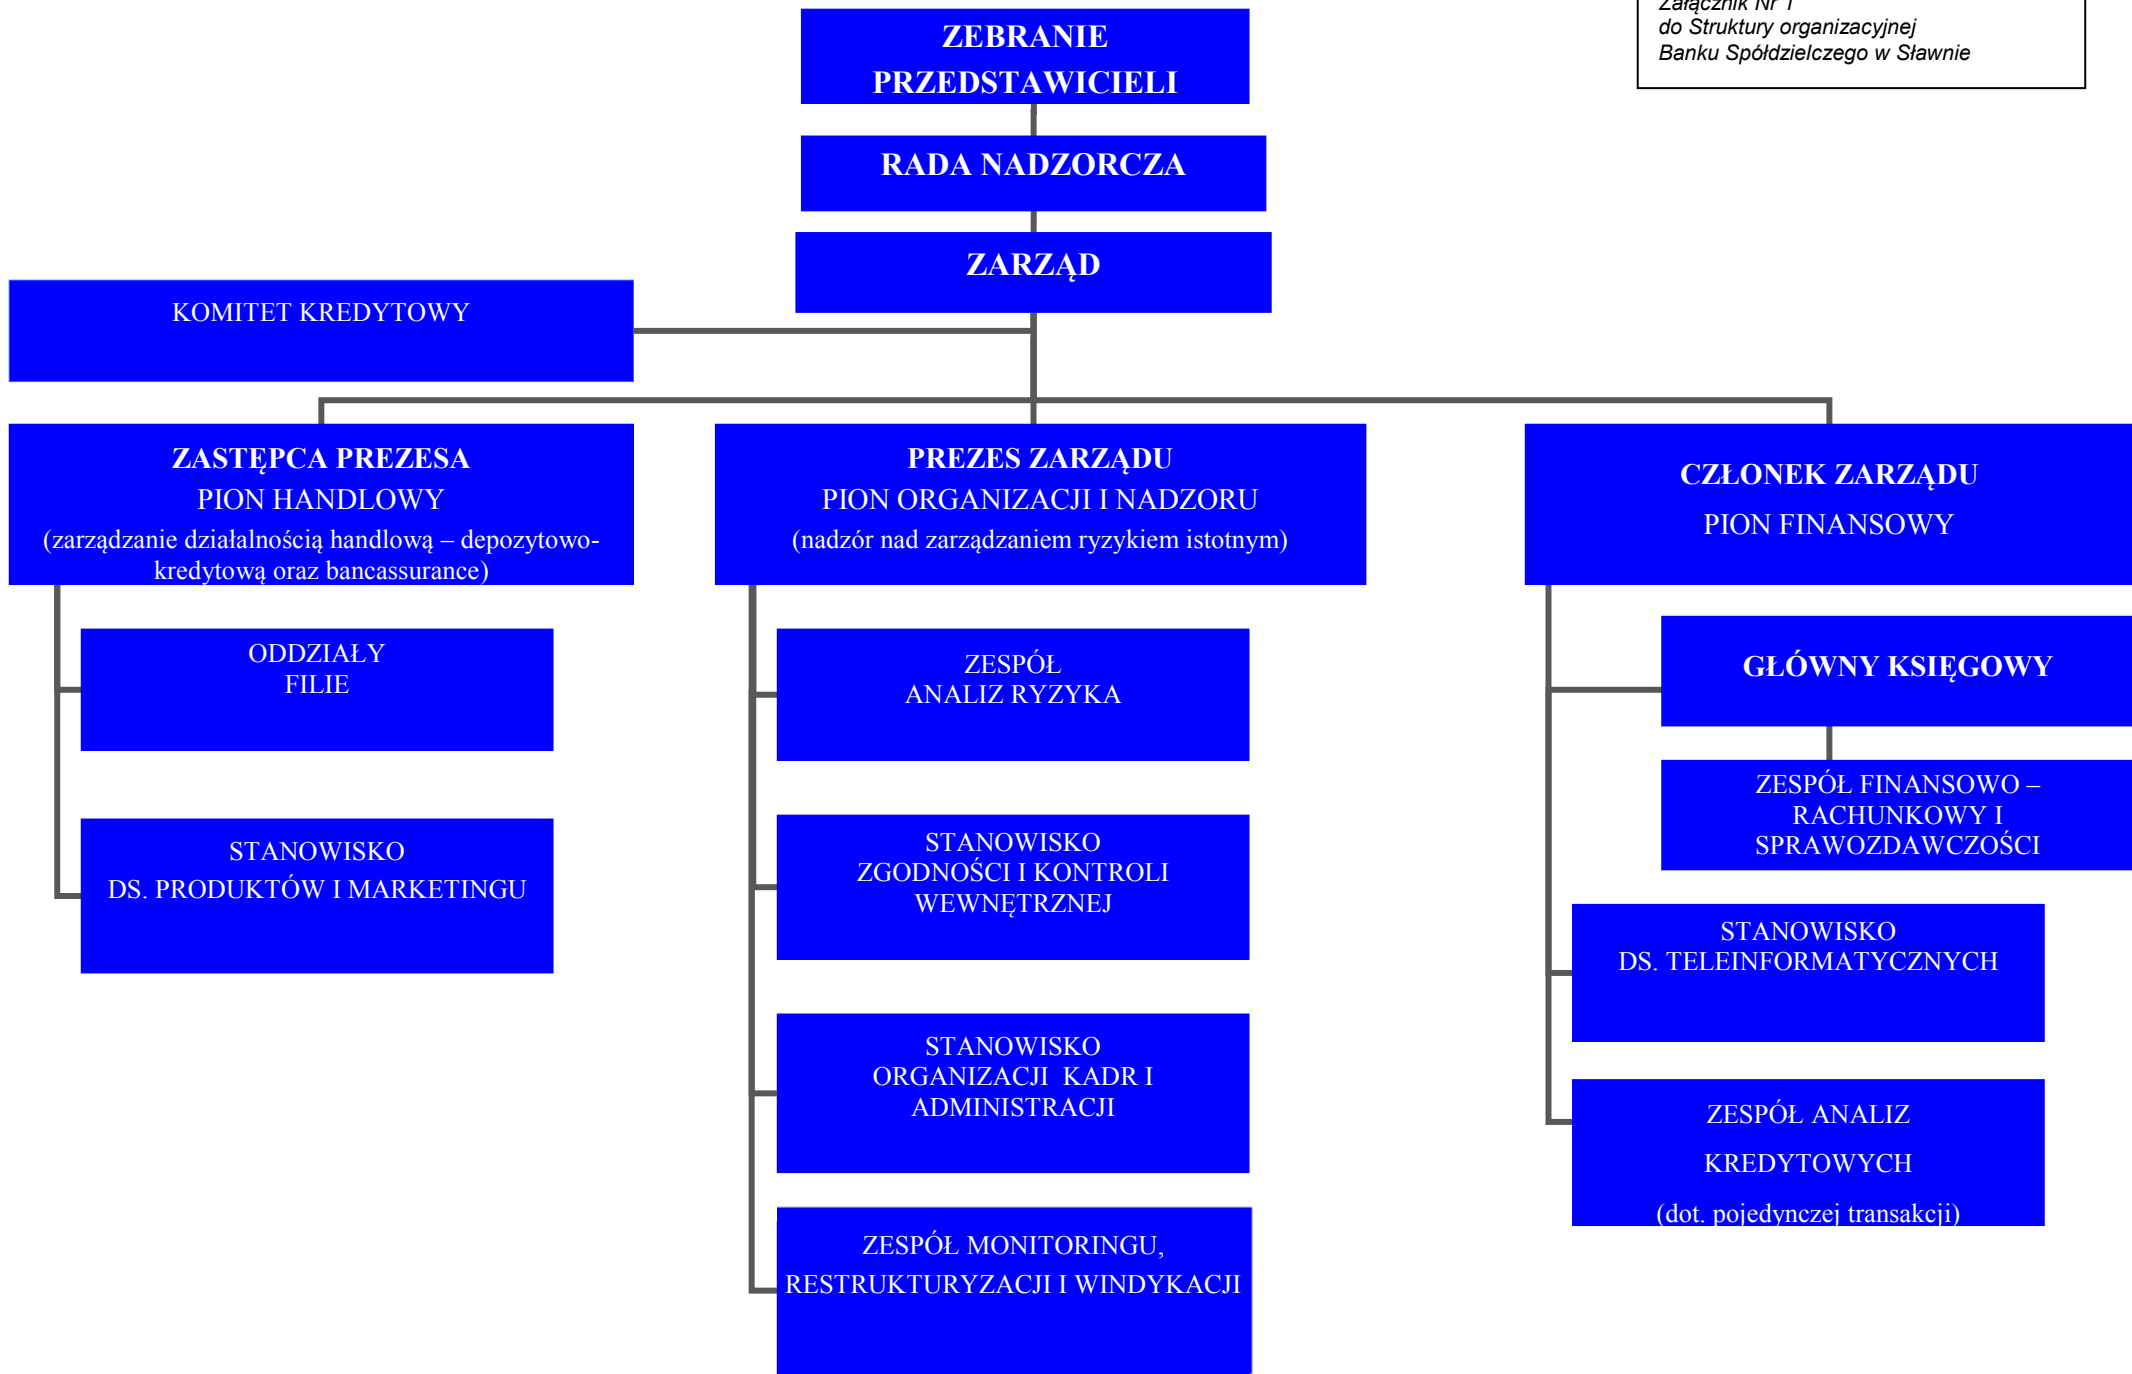 Załącznik Nr 1
do Struktury organizacyjnej
Banku Spółdzielczego w Sławnie
ZEBRANIE
PRZEDSTAWICIELI
RADA NADZORCZA
ZARZĄD
KOMITET KREDYTOWY
ZASTĘPCA PREZESA
PION HANDLOWY
(zarządzanie działalnością handlową – depozytowo-
kredytową oraz bancassurance)
ODDZIAŁY
FILIE
STANOWISKO
DS. PRODUKTÓW I MARKETINGU
PREZES ZARZĄDU
PION ORGANIZACJI I NADZORU
(nadzór nad zarządzaniem ryzykiem istotnym)
ZESPÓŁ
ANALIZ RYZYKA
STANOWISKO
ZGODNOŚCI I KONTROLI
WEWNĘTRZNEJ
STANOWISKO
ORGANIZACJI  KADR I
ADMINISTRACJI
ZESPÓŁ MONITORINGU,
RESTRUKTURYZACJI I WINDYKACJI
CZŁONEK ZARZĄDU
PION FINANSOWY
GŁÓWNY KSIĘGOWY
ZESPÓŁ FINANSOWO –
RACHUNKOWY I
SPRAWOZDAWCZOŚCI
STANOWISKO
DS. TELEINFORMATYCZNYCH
ZESPÓŁ ANALIZ
KREDYTOWYCH
(dot. pojedynczej transakcji)